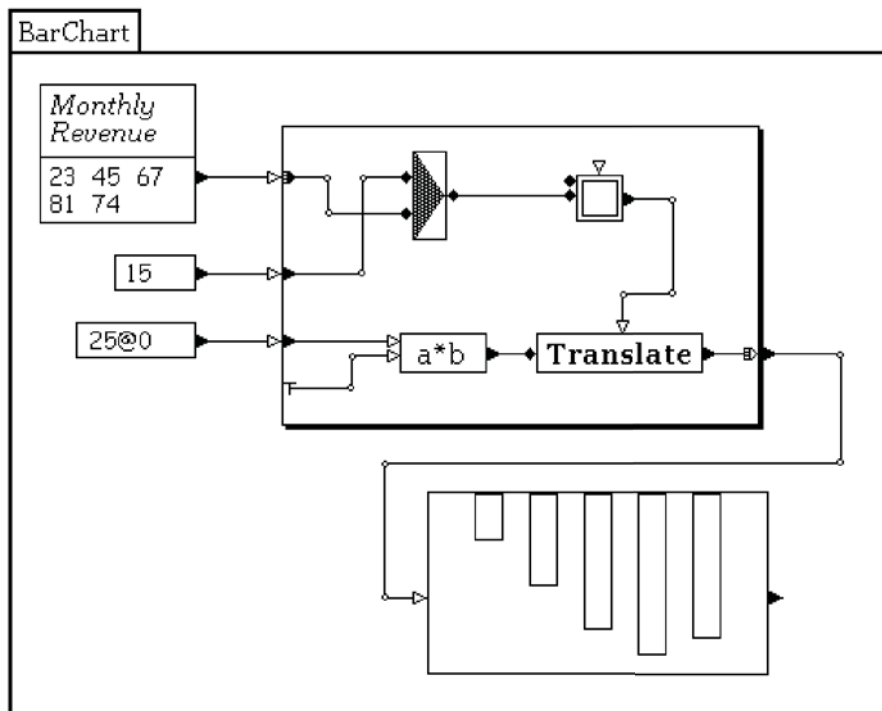 BarChart
Monthly
Revenue
23 45 67
81 74
15
25@0
a*b
Translate